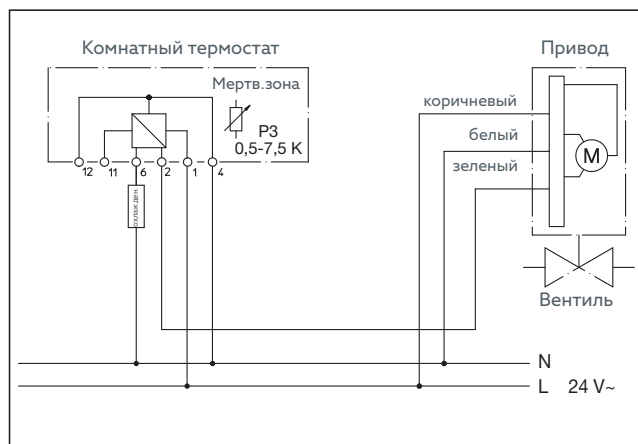 Комнатный термостат
Привод
Мертв.зона
P3
0,5-7,5 K
12 11 6 2 1 4
охлажден.
коричневый
белый
зеленый
M
Вентиль
N
L 24 V~